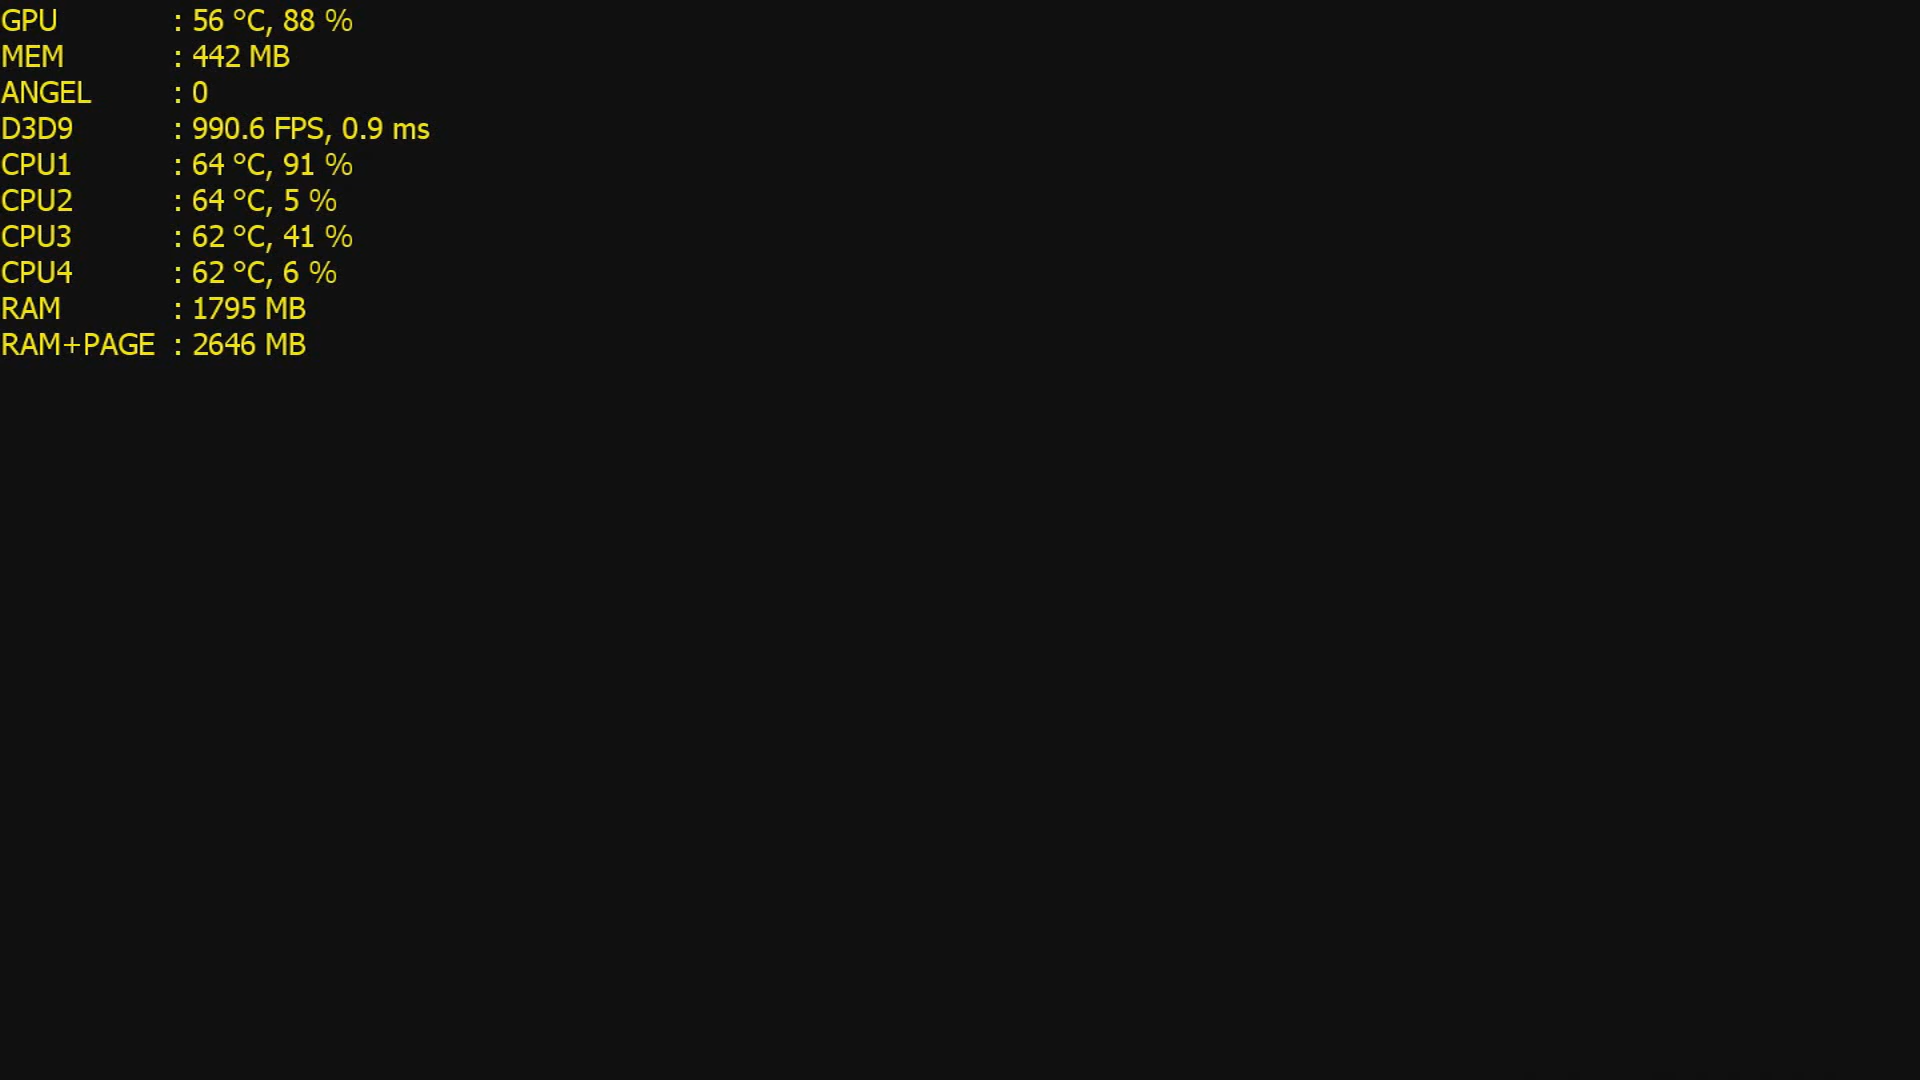 GPU : 56 °C, 88 %
MEM : 442 MB
ANGEL : 0
D3D9 : 990.6 FPS, 0.9 ms
CPU1 : 64 °C, 91 %
CPU2 : 64 °C, 5 %
CPU3 : 62 °C, 41 %
CPU4 : 62 °C, 6 %
RAM : 1795 MB
RAM+PAGE : 2646 MB